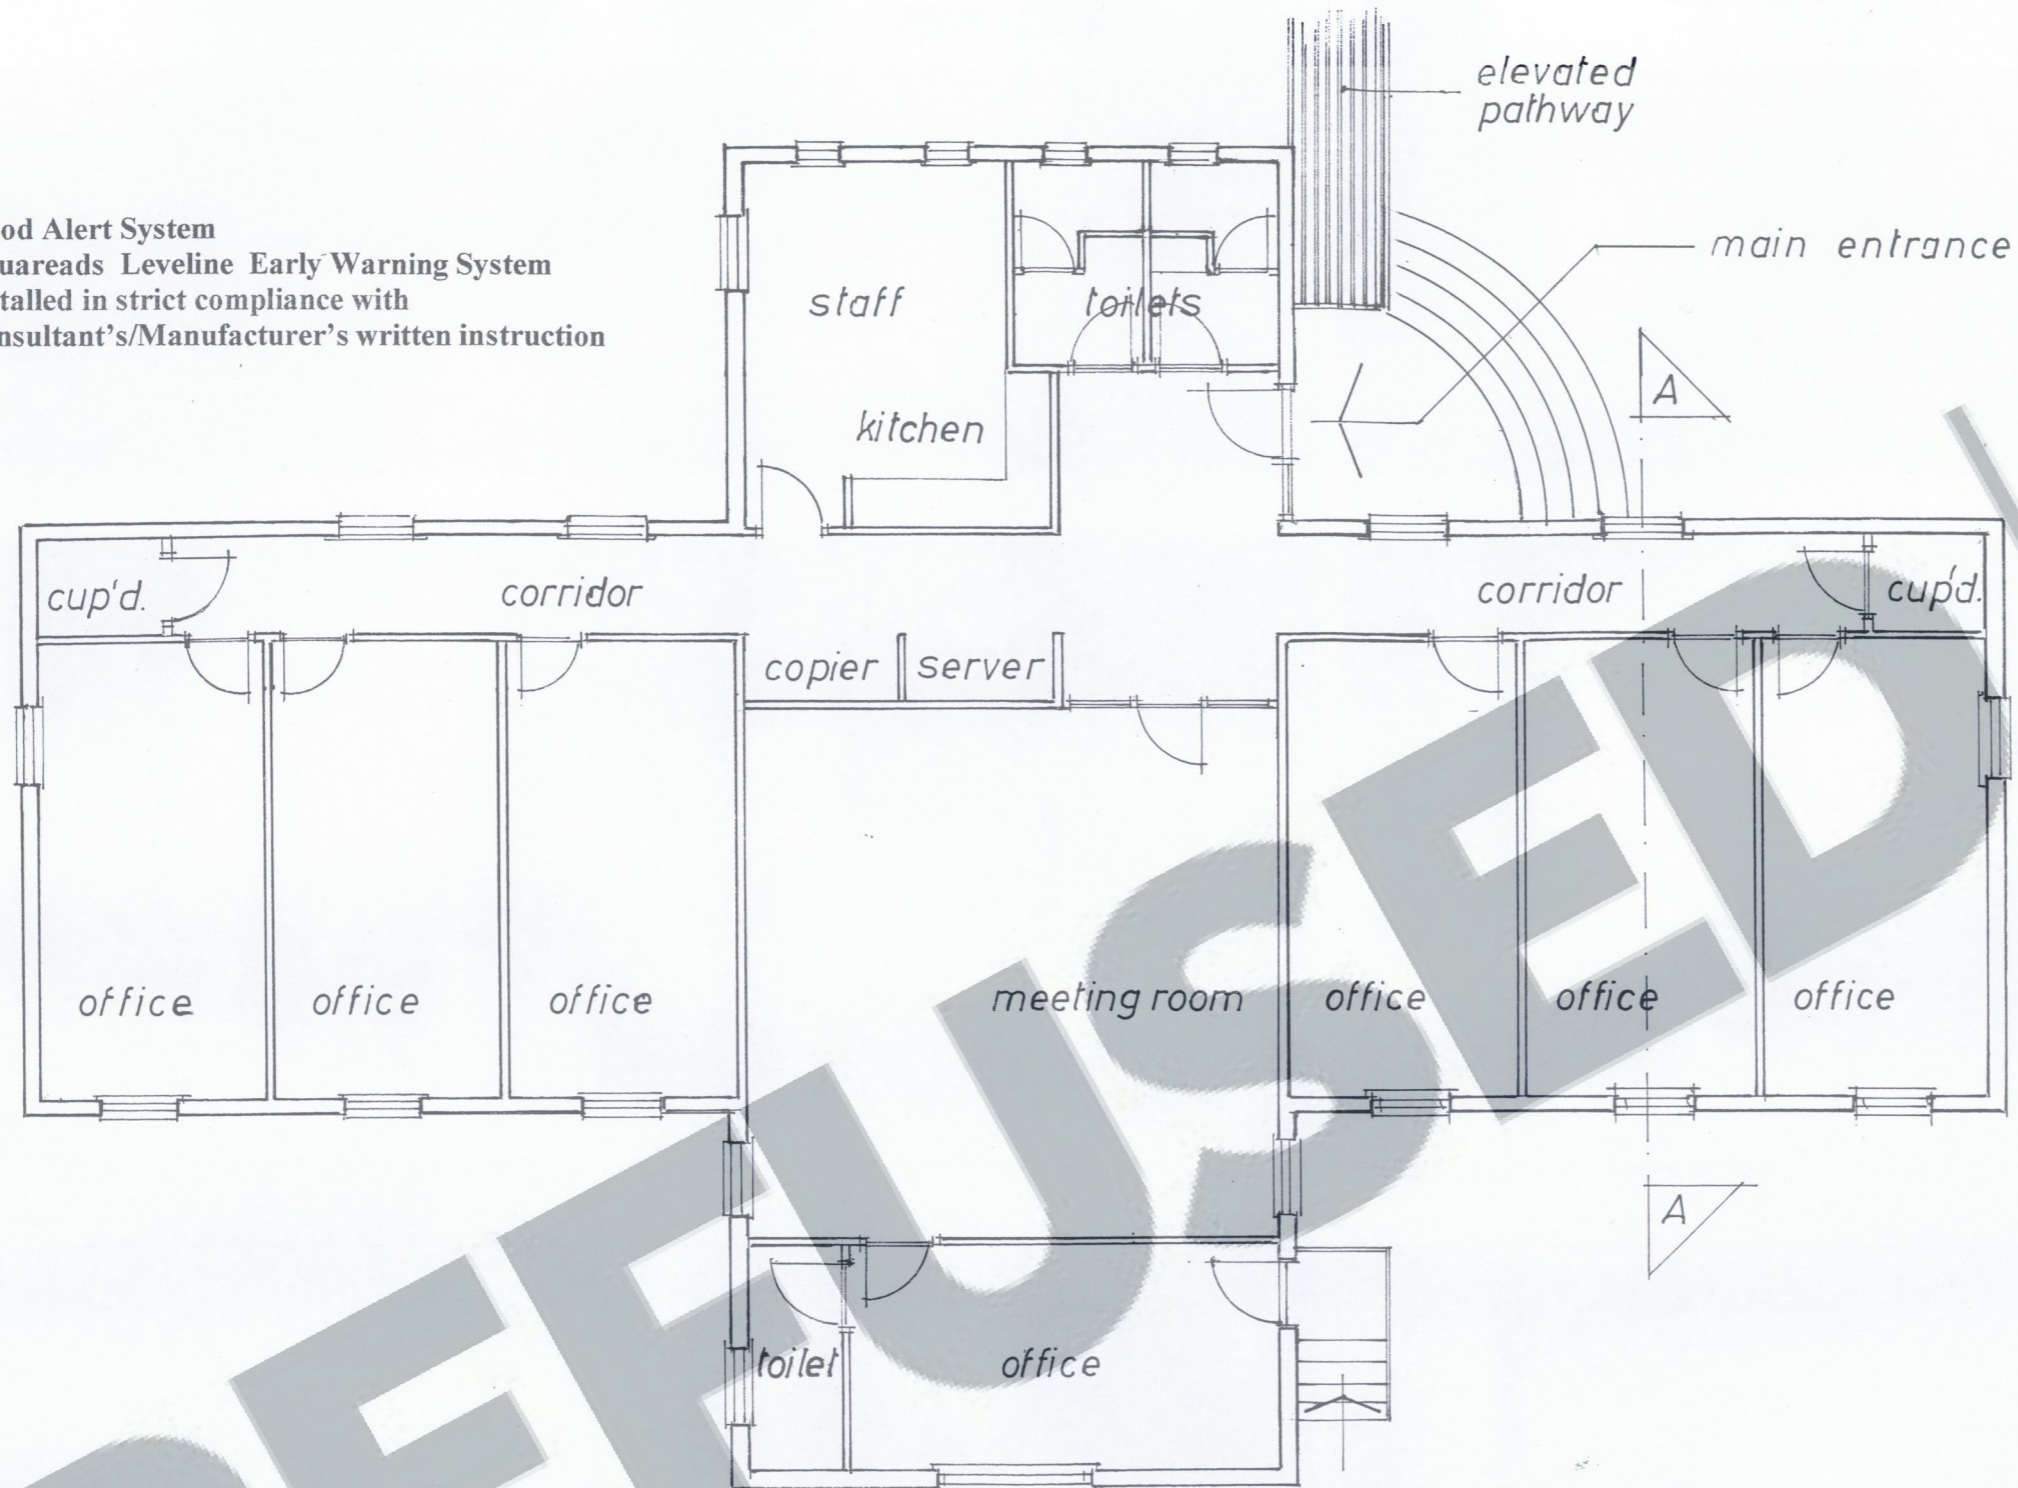 elevated
pathway
od Alert System
uareads Leveline Early Warning System
talled in strict compliance with
nsultant's/Manufacturer's written instruction
main entrance
staff
toilets
A
kitchen
cup'd.
corridor
corridor
cup'd.
copier
server
office
office
office
meeting room
office
office
office
A
toilet
office
REFUSED